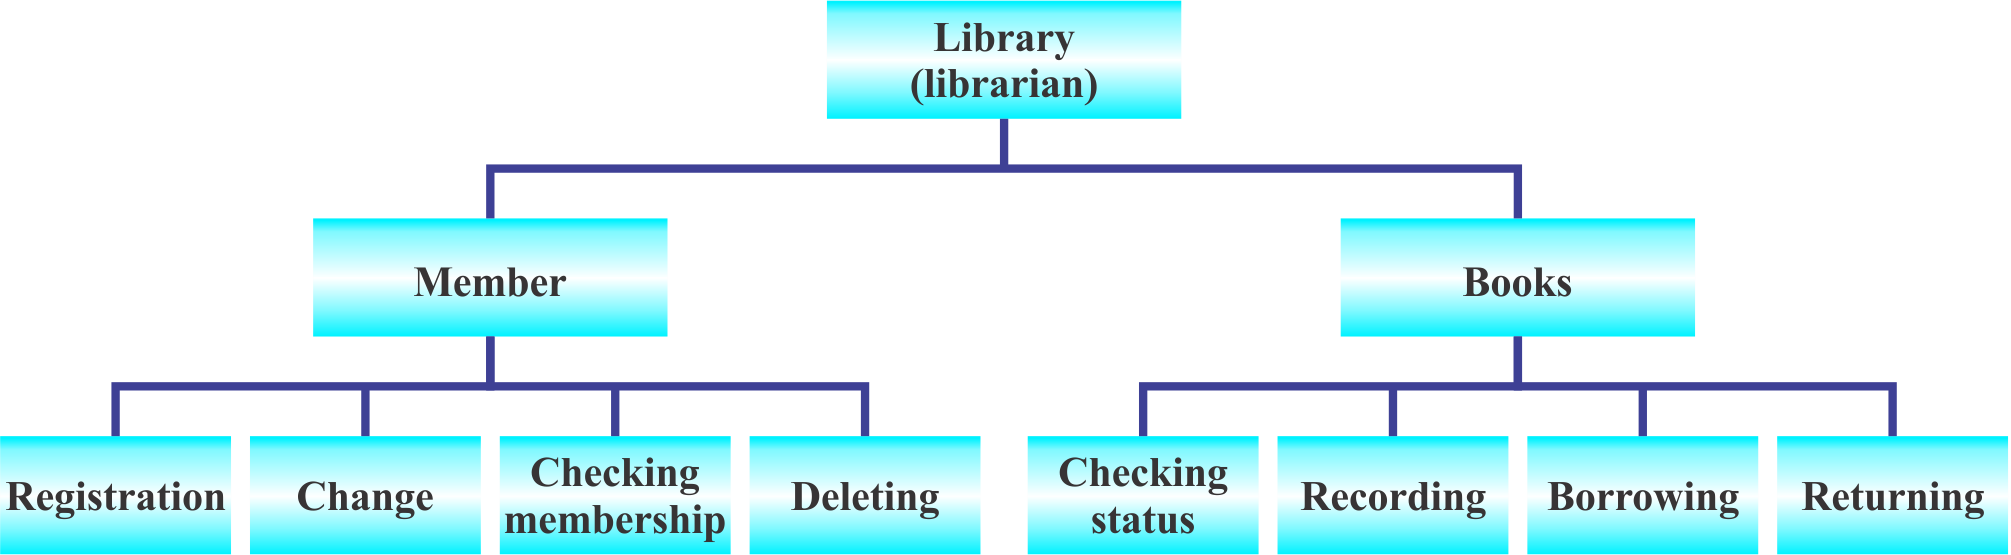 Library
(librarian)
Member
Books
Registration
Change
Checking
membership
Deleting
Checking
status
Recording
Borrowing
Returning